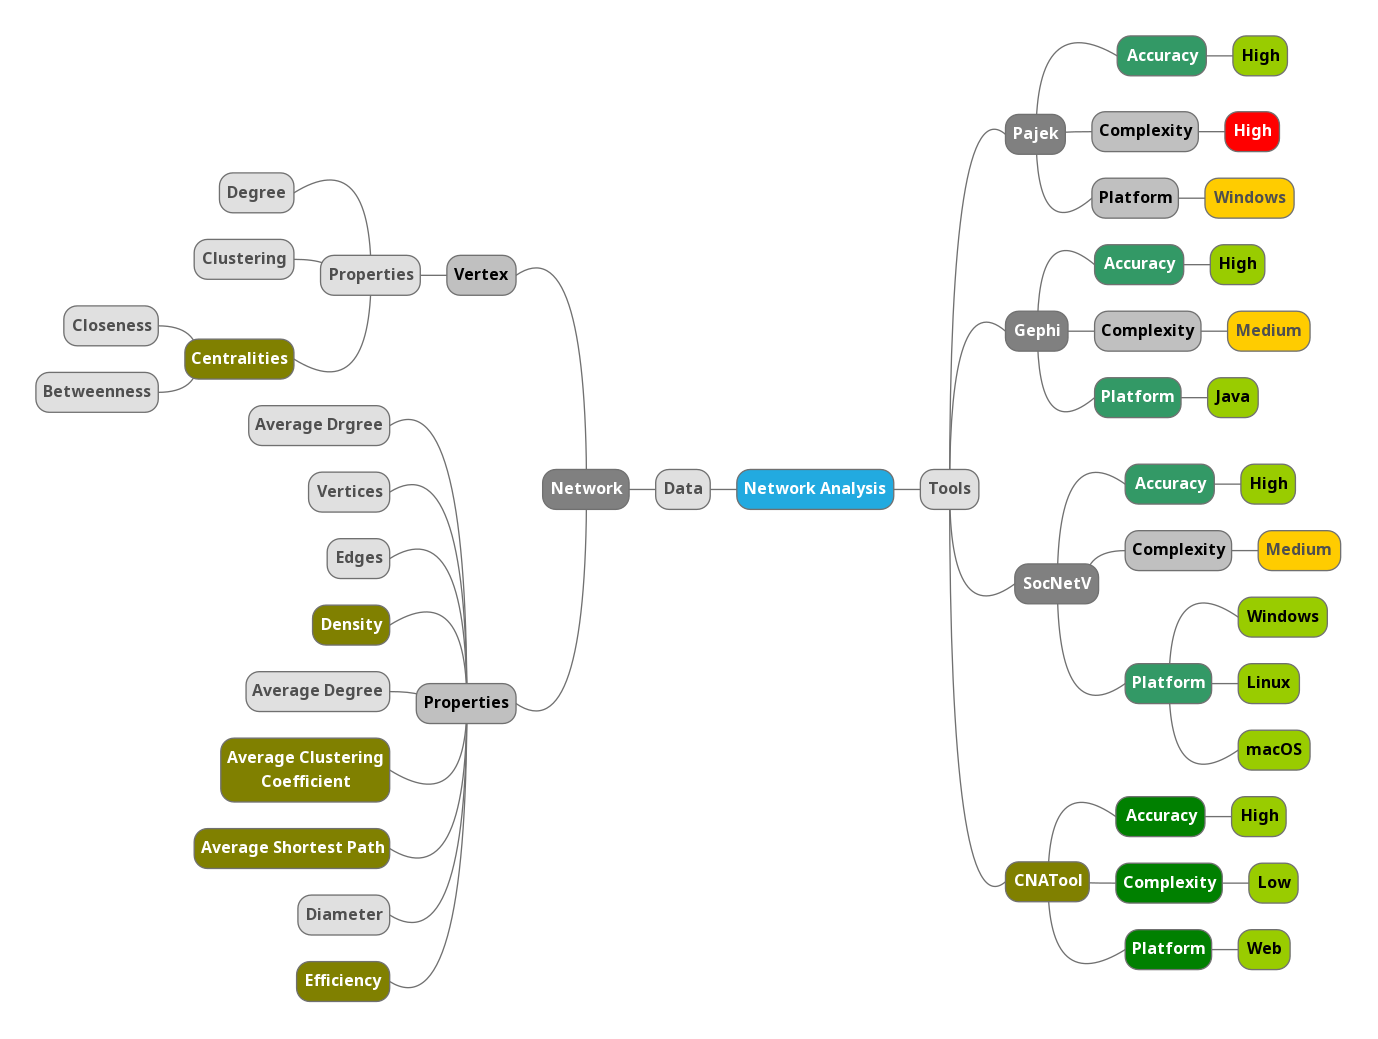 Network Analysis
Data
Network
Vertex
Properties
Degree
Clustering
Centralities
Closeness
Betweenness
Properties
Average Drgree
Vertices
Edges
Density
Average Degree
Average Clustering
Coefficient
Average Shortest Path
Diameter
Efficiency
Tools
Pajek
Accuracy
High
Complexity
High
Platform
Windows
Gephi
Accuracy
High
Complexity
Medium
Platform
Java
SocNetV
Accuracy
High
Complexity
Medium
Platform
Windows
Linux
macOS
CNATool
Accuracy
High
Complexity
Low
Platform
Web